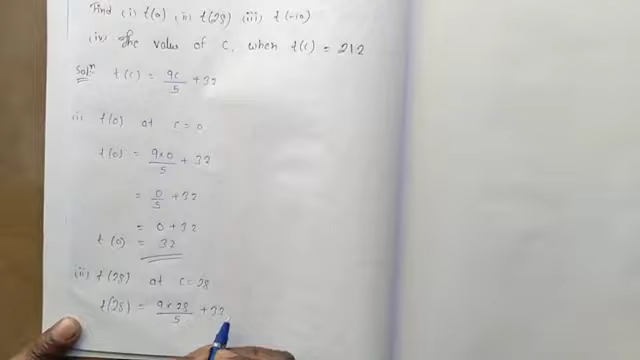 Find (i) t(0) (ii) t(28) (iii) t(-10)
(iv) The value of C, when t(C) = 212
Solⁿ: t(C) = 9C/5 + 32
(i) t(0) at C = 0
t(0) = 9×0/5 + 32
= 0/5 + 32
= 0 + 32
t(0) = 32
(ii) t(28) at C = 28
t(28) = 9×28/5 + 32